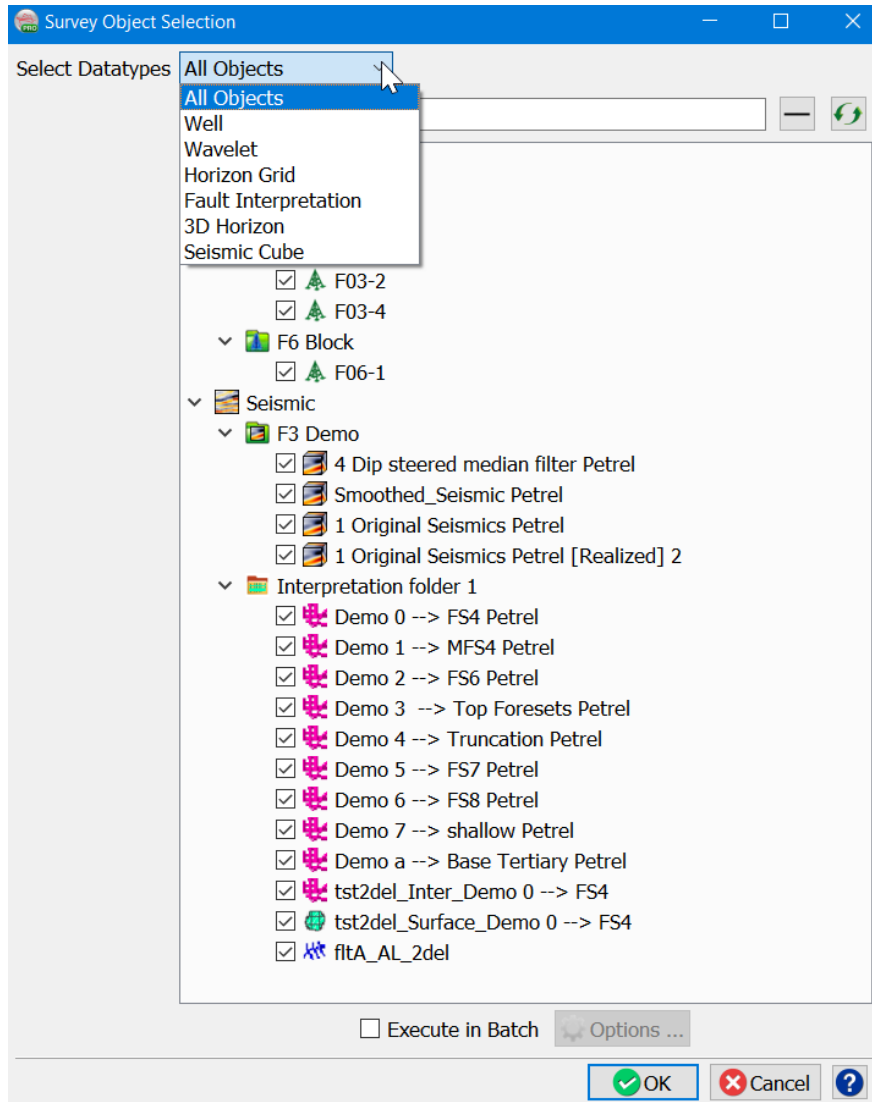 Survey Object Selection
Select Datatypes All Objects
All Objects
Well
Wavelet
Horizon Grid
Fault Interpretation
3D Horizon
Seismic Cube
F03-2
F03-4
F6 Block
F06-1
Seismic
F3 Demo
4 Dip steered median filter Petrel
Smoothed_Seismic Petrel
1 Original Seismics Petrel
1 Original Seismics Petrel [Realized] 2
Interpretation folder 1
Demo 0 --> FS4 Petrel
Demo 1 --> MFS4 Petrel
Demo 2 --> FS6 Petrel
Demo 3  --> Top Foresets Petrel
Demo 4 --> Truncation Petrel
Demo 5 --> FS7 Petrel
Demo 6 --> FS8 Petrel
Demo 7 --> shallow Petrel
Demo a --> Base Tertiary Petrel
tst2del_Inter_Demo 0 --> FS4
tst2del_Surface_Demo 0 --> FS4
fltA_AL_2del
Execute in Batch Options ...
OK Cancel ?